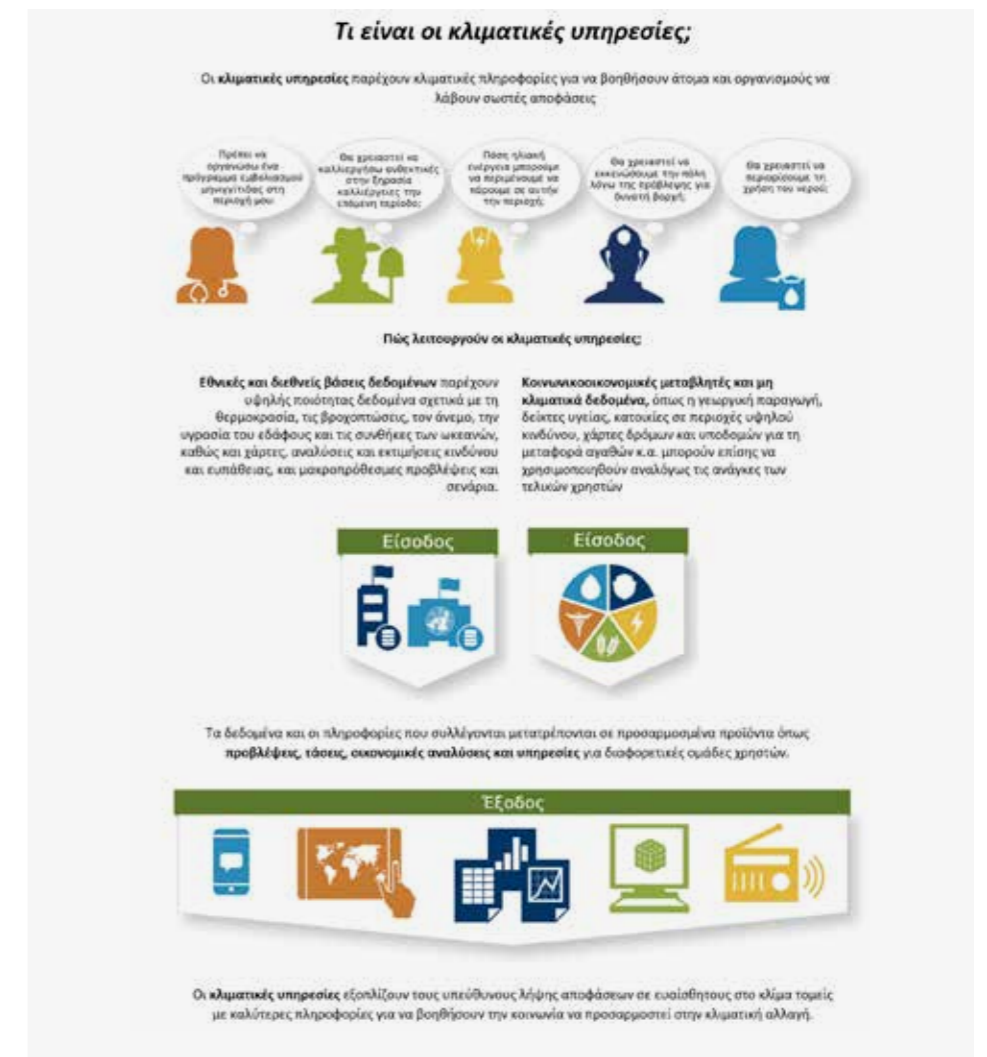 Τι είναι οι κλιματικές υπηρεσίες;
Οι κλιματικές υπηρεσίες παρέχουν κλιματικές πληροφορίες για να βοηθήσουν άτομα και οργανισμούς να
λάβουν σωστές αποφάσεις
Πρέπει να
οργανώσω ένα
πρόγραμμα εμβολιασμού
μηνιγγίτιδας στη
περιοχή μου;
Θα χρειαστεί να
καλλιεργήσω ανθεκτικές
στην ξηρασία
καλλιέργειες την
επόμενη περίοδο;
Πόση ηλιακή
ενέργεια μπορούμε
να περιμένουμε να
πάρουμε σε αυτήν
την περιοχή;
Θα χρειαστεί να
εκκενώσουμε την πόλη
λόγω της πρόβλεψης για
δυνατή βροχή;
Θα χρειαστεί να
περιορίσουμε τη
χρήση του νερού;
Πώς λειτουργούν οι κλιματικές υπηρεσίες;
Εθνικές και διεθνείς βάσεις δεδομένων παρέχουν
υψηλής ποιότητας δεδομένα σχετικά με τη
θερμοκρασία, τις βροχοπτώσεις, τον άνεμο, την
υγρασία του εδάφους και τις συνθήκες των ωκεανών,
καθώς και χάρτες, αναλύσεις και εκτιμήσεις κινδύνου
και ευπάθειας, και μακροπρόθεσμες προβλέψεις και
σενάρια.
Κοινωνικοοικονομικές μεταβλητές και μη
κλιματικά δεδομένα, όπως η γεωργική παραγωγή,
δείκτες υγείας, κατοικίες σε περιοχές υψηλού
κινδύνου, χάρτες δρόμων και υποδομών για τη
μεταφορά αγαθών κ.α. μπορούν επίσης να
χρησιμοποιηθούν αναλόγως τις ανάγκες των
τελικών χρηστών
Είσοδος
Είσοδος
Τα δεδομένα και οι πληροφορίες που συλλέγονται μετατρέπονται σε προσαρμοσμένα προϊόντα όπως
προβλέψεις, τάσεις, οικονομικές αναλύσεις και υπηρεσίες για διαφορετικές ομάδες χρηστών.
Έξοδος
Οι κλιματικές υπηρεσίες εξοπλίζουν τους υπεύθυνους λήψης αποφάσεων σε ευαίσθητους στο κλίμα τομείς
με καλύτερες πληροφορίες για να βοηθήσουν την κοινωνία να προσαρμοστεί στην κλιματική αλλαγή.